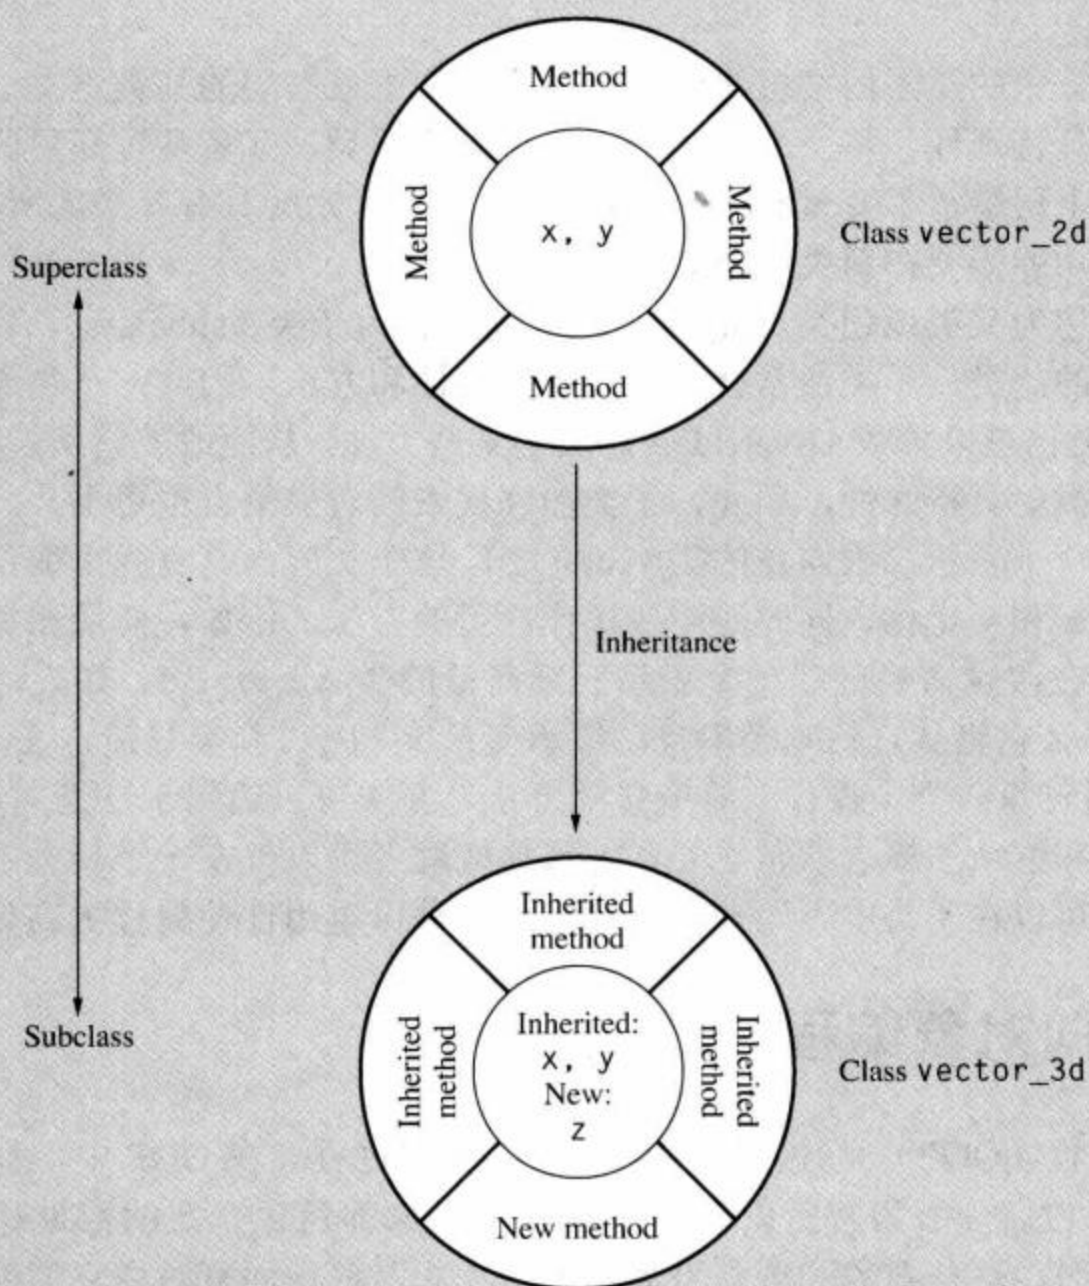 Method
Method
x, y
Method
Class vector_2d
Superclass
Method
Inheritance
Inherited
method
Inherited
method
Inherited:
x, y
New:
z
Inherited
method
Subclass
Class vector_3d
New method